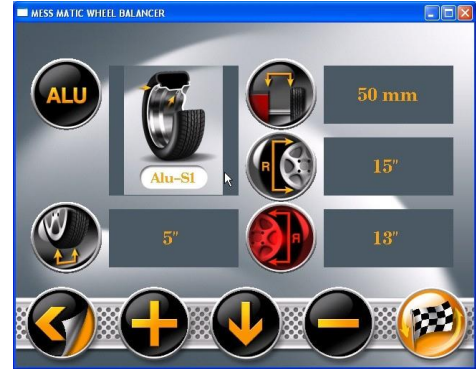 MESS MATIC WHEEL BALANCER
ALU
Alu-S1
50 mm
R
15"
5"
R
13"